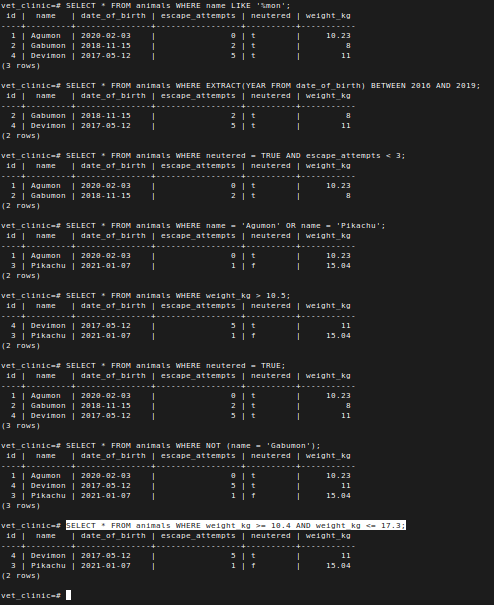 vet_clinic=# SELECT * FROM animals WHERE name LIKE '%mon';
 id |  name   | date_of_birth | escape_attempts | neutered | weight_kg
----+---------+---------------+-----------------+----------+-----------
  1 | Agumon  | 2020-02-03    |               0 | t        |     10.23
  2 | Gabumon | 2018-11-15    |               2 | t        |         8
  4 | Devimon | 2017-05-12    |               5 | t        |        11
(3 rows)

vet_clinic=# SELECT * FROM animals WHERE EXTRACT(YEAR FROM date_of_birth) BETWEEN 2016 AND 2019;
 id |  name   | date_of_birth | escape_attempts | neutered | weight_kg
----+---------+---------------+-----------------+----------+-----------
  2 | Gabumon | 2018-11-15    |               2 | t        |         8
  4 | Devimon | 2017-05-12    |               5 | t        |        11
(2 rows)

vet_clinic=# SELECT * FROM animals WHERE neutered = TRUE AND escape_attempts < 3;
 id |  name   | date_of_birth | escape_attempts | neutered | weight_kg
----+---------+---------------+-----------------+----------+-----------
  1 | Agumon  | 2020-02-03    |               0 | t        |     10.23
  2 | Gabumon | 2018-11-15    |               2 | t        |         8
(2 rows)

vet_clinic=# SELECT * FROM animals WHERE name = 'Agumon' OR name = 'Pikachu';
 id |  name   | date_of_birth | escape_attempts | neutered | weight_kg
----+---------+---------------+-----------------+----------+-----------
  1 | Agumon  | 2020-02-03    |               0 | t        |     10.23
  3 | Pikachu | 2021-01-07    |               1 | f        |     15.04
(2 rows)

vet_clinic=# SELECT * FROM animals WHERE weight_kg > 10.5;
 id |  name   | date_of_birth | escape_attempts | neutered | weight_kg
----+---------+---------------+-----------------+----------+-----------
  4 | Devimon | 2017-05-12    |               5 | t        |        11
  3 | Pikachu | 2021-01-07    |               1 | f        |     15.04
(2 rows)

vet_clinic=# SELECT * FROM animals WHERE neutered = TRUE;
 id |  name   | date_of_birth | escape_attempts | neutered | weight_kg
----+---------+---------------+-----------------+----------+-----------
  1 | Agumon  | 2020-02-03    |               0 | t        |     10.23
  2 | Gabumon | 2018-11-15    |               2 | t        |         8
  4 | Devimon | 2017-05-12    |               5 | t        |        11
(3 rows)

vet_clinic=# SELECT * FROM animals WHERE NOT (name = 'Gabumon');
 id |  name   | date_of_birth | escape_attempts | neutered | weight_kg
----+---------+---------------+-----------------+----------+-----------
  1 | Agumon  | 2020-02-03    |               0 | t        |     10.23
  4 | Devimon | 2017-05-12    |               5 | t        |        11
  3 | Pikachu | 2021-01-07    |               1 | f        |     15.04
(3 rows)

vet_clinic=# SELECT * FROM animals WHERE weight_kg >= 10.4 AND weight_kg <= 17.3;
 id |  name   | date_of_birth | escape_attempts | neutered | weight_kg
----+---------+---------------+-----------------+----------+-----------
  4 | Devimon | 2017-05-12    |               5 | t        |        11
  3 | Pikachu | 2021-01-07    |               1 | f        |     15.04
(2 rows)

vet_clinic=#